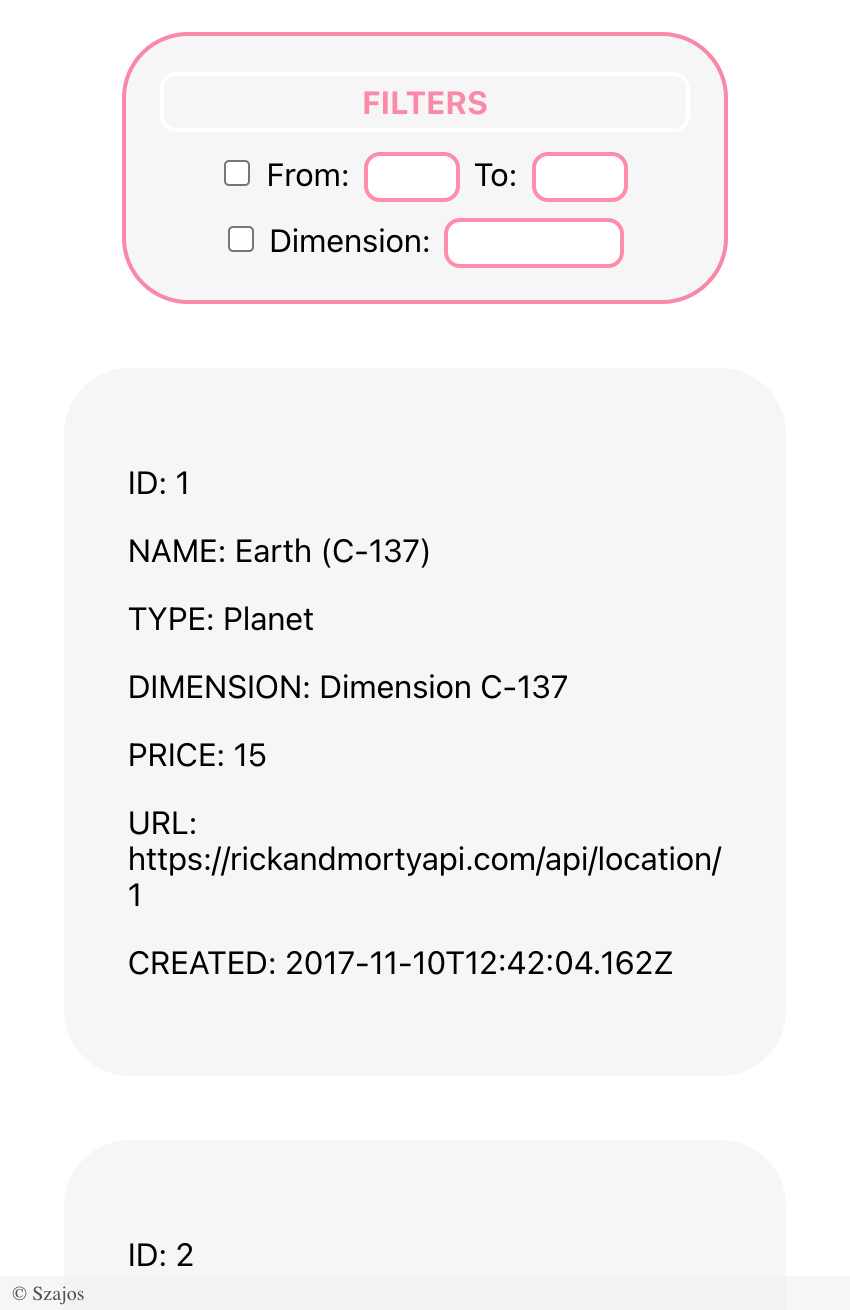 FILTERS
From: To:
Dimension:
ID: 1
NAME: Earth (C-137)
TYPE: Planet
DIMENSION: Dimension C-137
PRICE: 15
URL:
https://rickandmortyapi.com/api/location/
1
CREATED: 2017-11-10T12:42:04.162Z
ID: 2
© Szajos